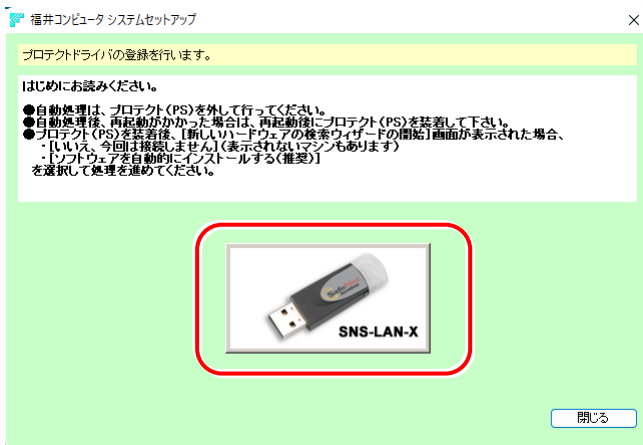 福井コンピュータ システムセットアップ
プロテクトドライバの登録を行います。
はじめにお読みください。
●自動処理は、プロテクト(PS)を外して行ってください。
●自動処理後、再起動がかかった場合は、再起動後にプロテクト(PS)を装着して下さい。
●プロテクト(PS)を装着後、[新しいハードウェアの検索ウィザードの開始]画面が表示された場合、
・[いいえ、今回は接続しません](表示されないマシンもあります)
・[ソフトウェアを自動的にインストールする(推奨)]
を選択して処理を進めてください。
SNS-LAN-X
閉じる